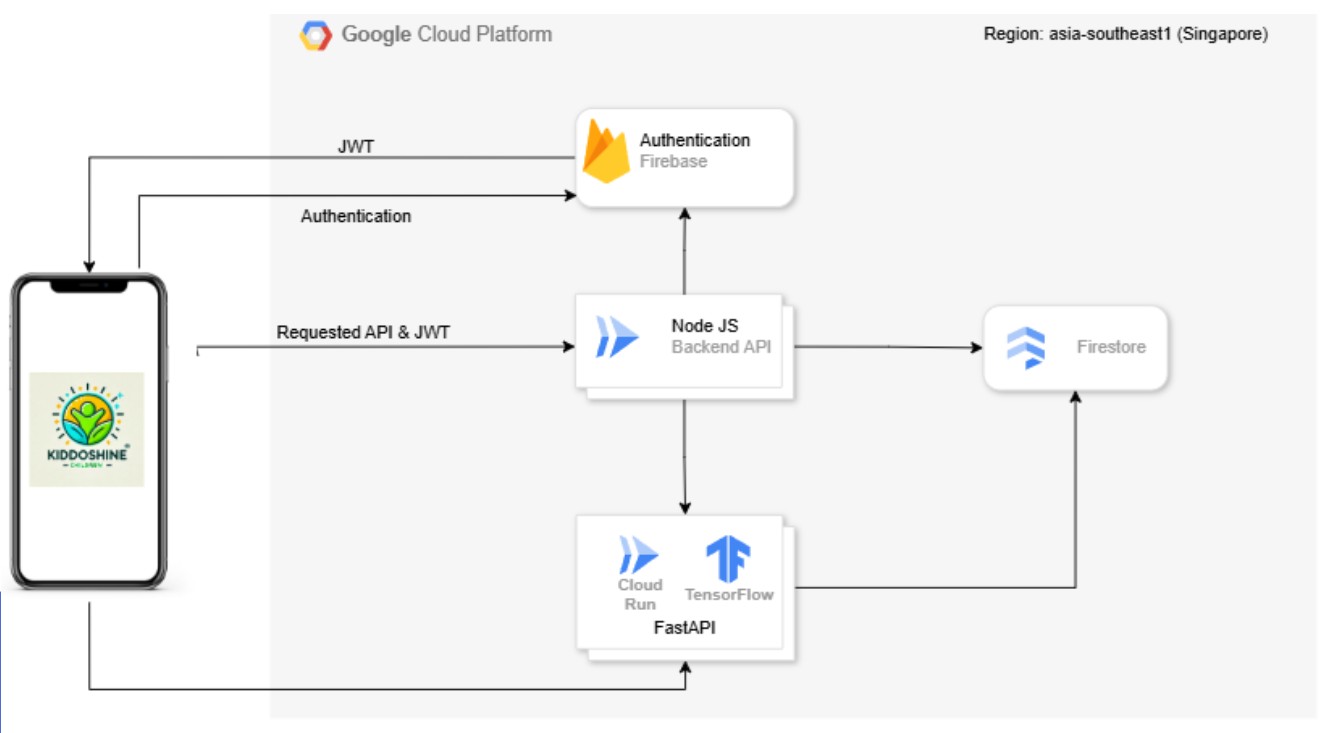 Google Cloud Platform
Region: asia-southeast1 (Singapore)
JWT
Authentication
Firebase
Authentication
Requested API & JWT
Node JS
Backend API
Firestore
KIDDOSHINE
CHILDREN
Cloud
Run
TensorFlow
FastAPI